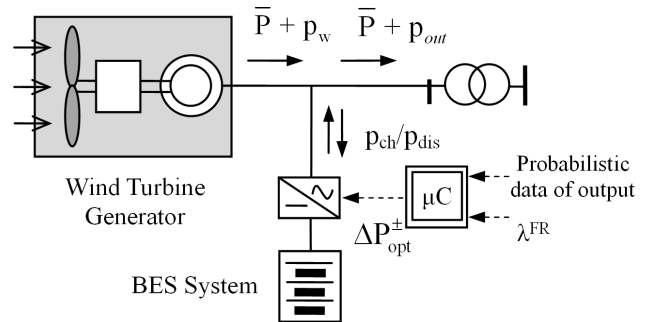 P̅ + p_w
P̅ + p_out
p_ch/p_dis
Wind Turbine
Generator
μC
Probabilistic
data of output
λ^FR
ΔP^±_opt
BES System